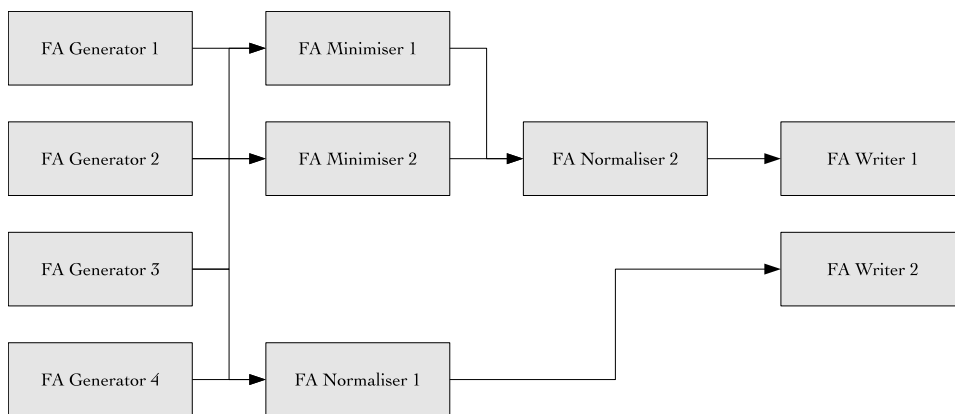 FA Generator 1
FA Minimiser 1
FA Generator 2
FA Minimiser 2
FA Normaliser 2
FA Writer 1
FA Generator 3
FA Writer 2
FA Generator 4
FA Normaliser 1